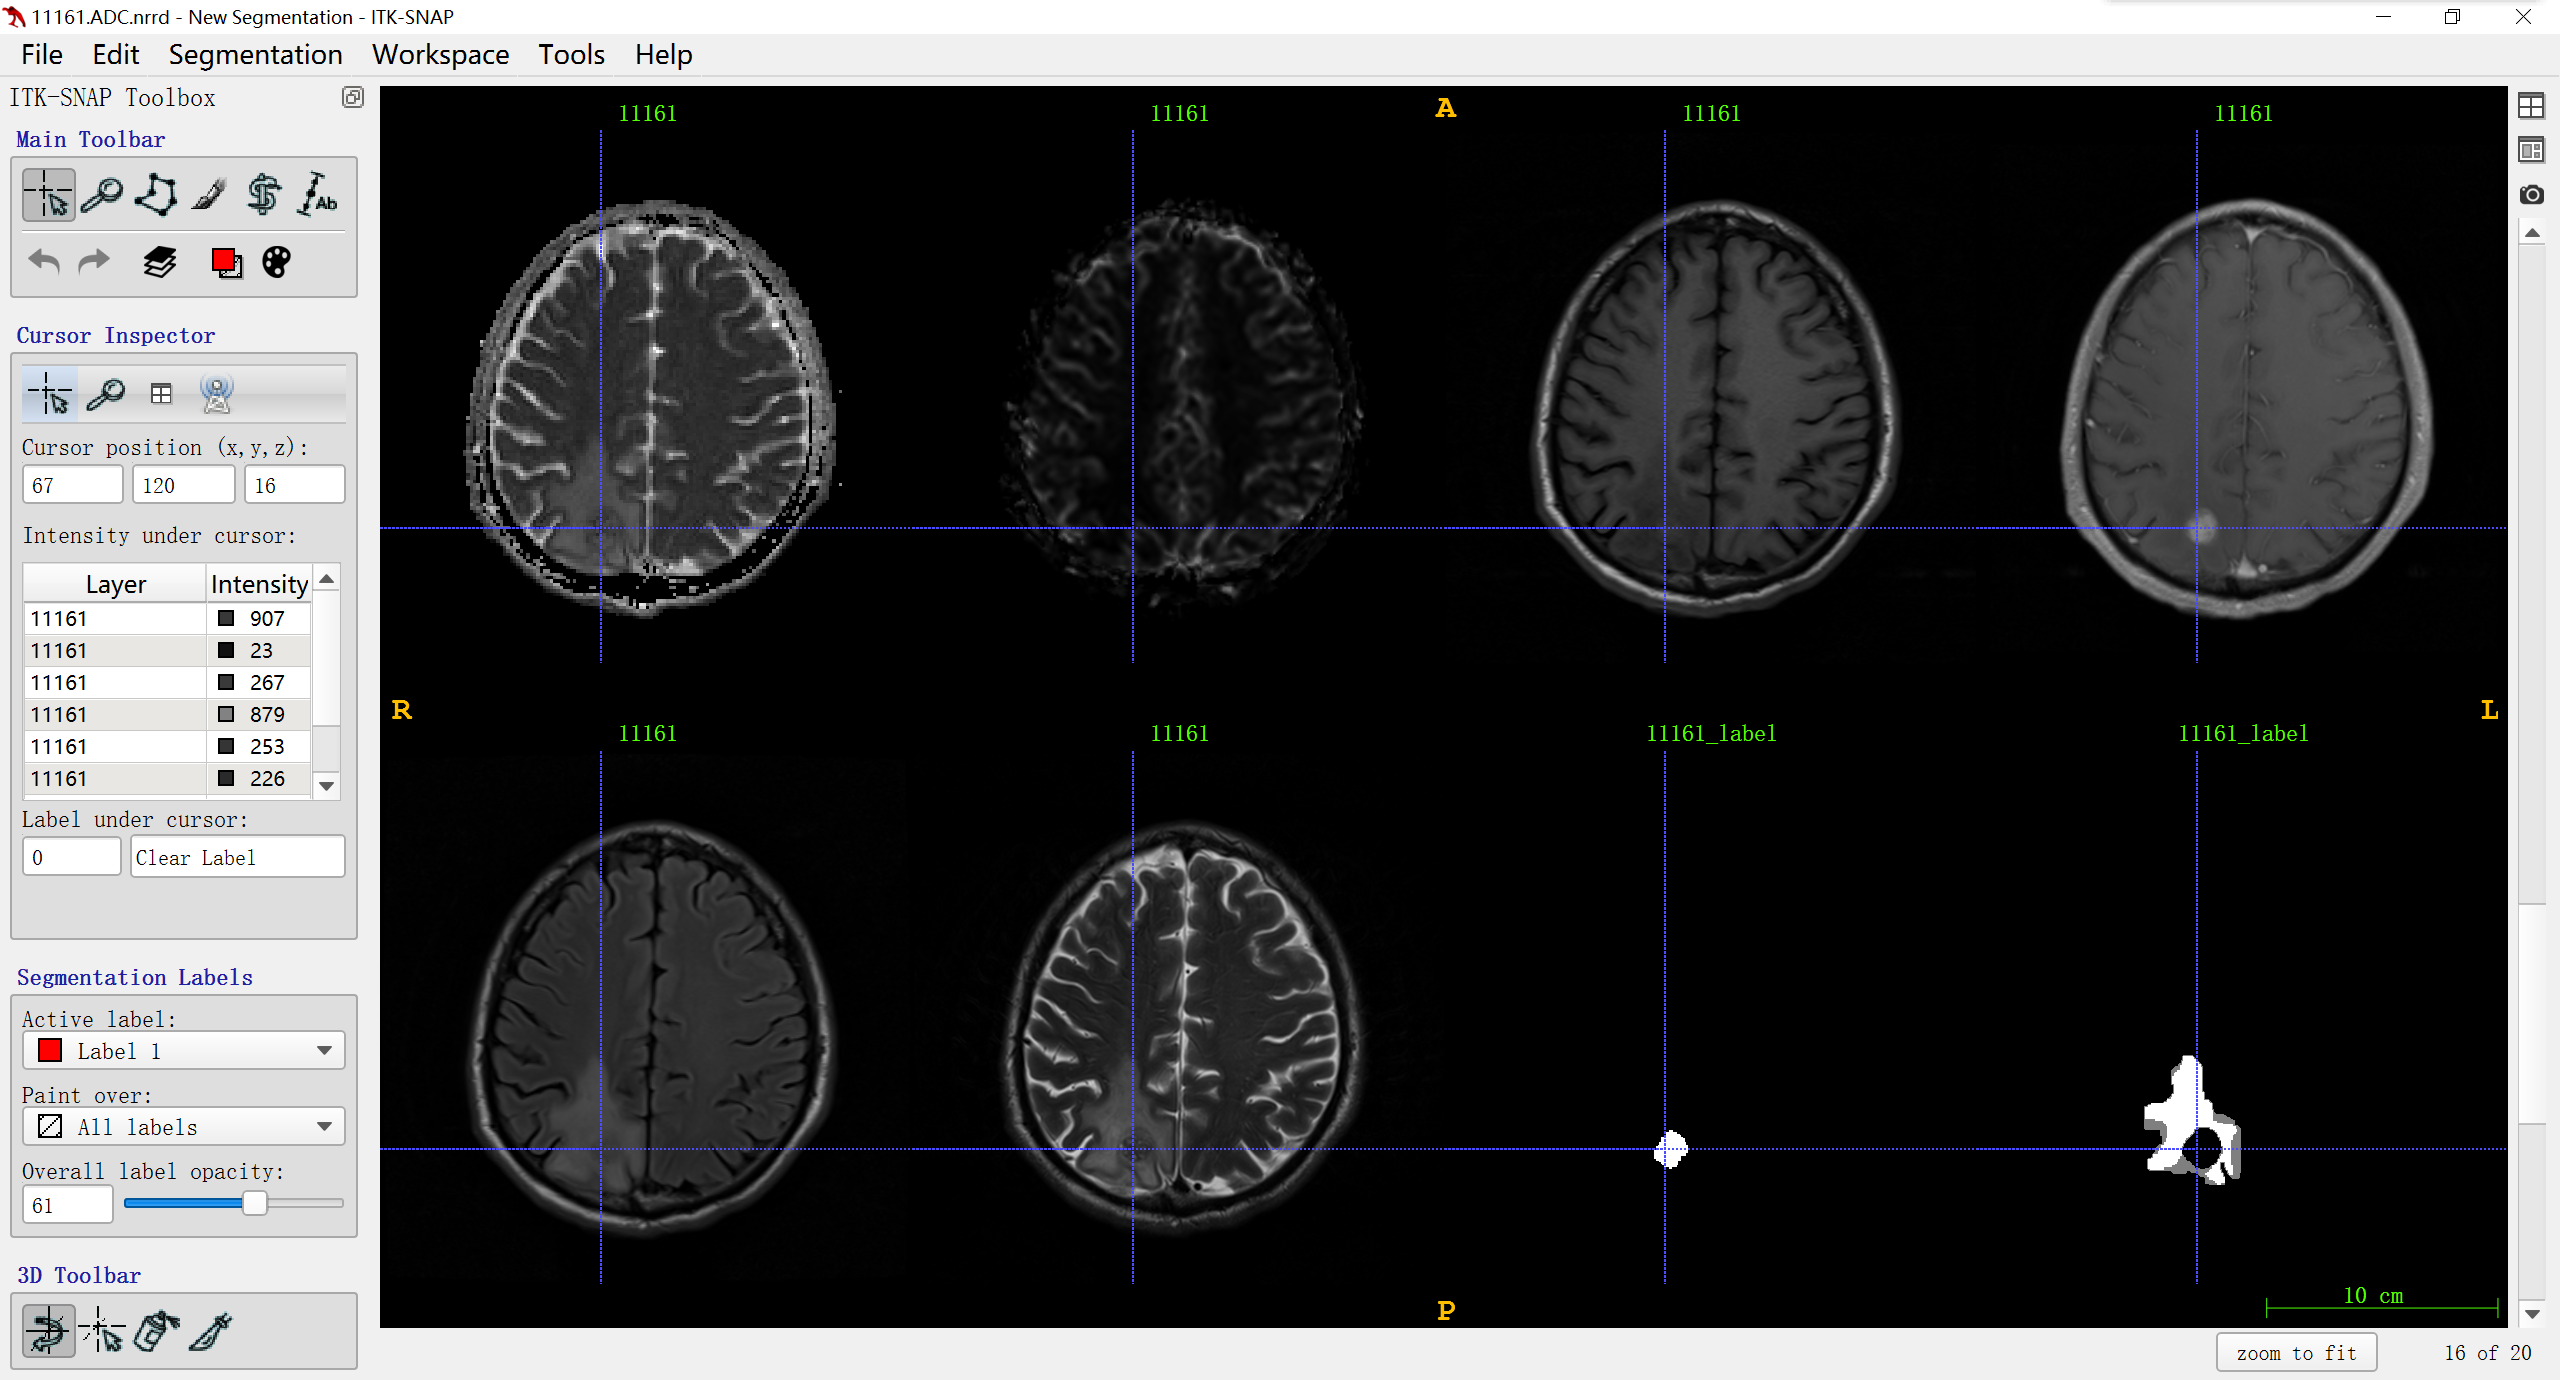 11161.ADC.nrrd - New Segmentation - ITK-SNAP
File Edit Segmentation Workspace Tools Help
ITK-SNAP Toolbox
Main Toolbar
Ab
Cursor Inspector
Cursor position (x,y,z):
67 120 16
Intensity under cursor:
Layer Intensity
11161 907
11161 23
11161 267
11161 879
11161 253
11161 226
Label under cursor:
0 Clear Label
Segmentation Labels
Active label:
Label 1
Paint over:
All labels
Overall label opacity:
61
3D Toolbar
A
11161 11161 11161 11161
R L
11161 11161 11161_label 11161_label
10 cm
P
zoom to fit 16 of 20